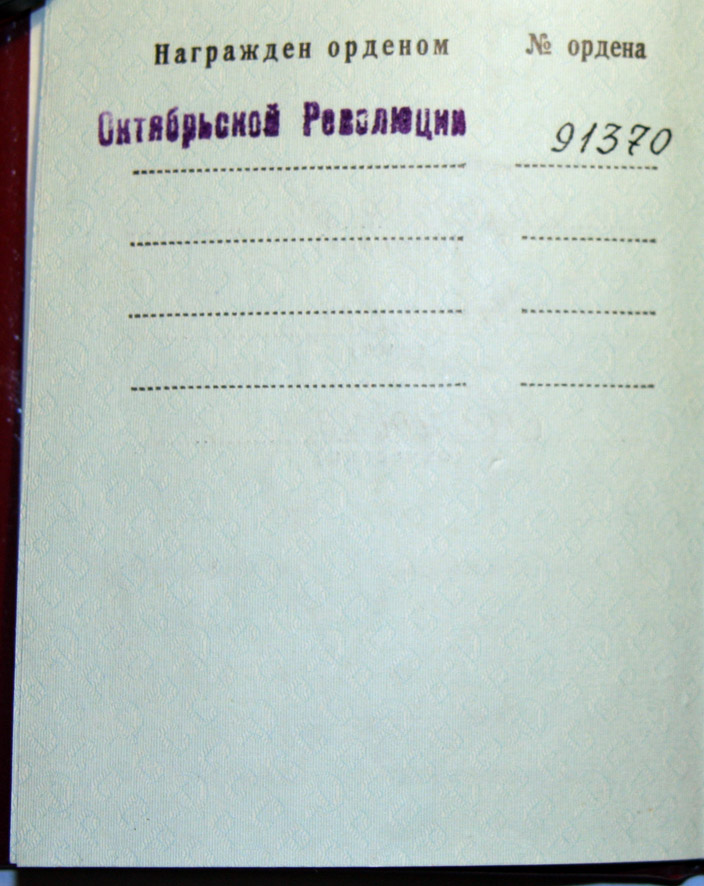 Награжден орденом № ордена
Октябрьской Революции 91370